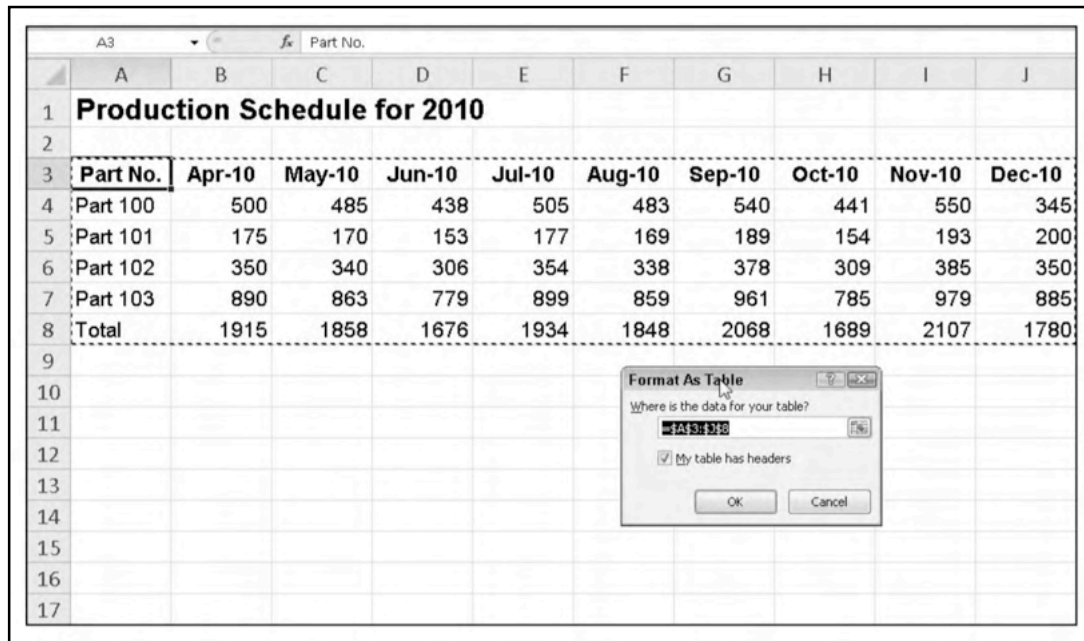 A3 fx Part No.
A B C D E F G H I J
1 Production Schedule for 2010
2
3 Part No. Apr-10 May-10 Jun-10 Jul-10 Aug-10 Sep-10 Oct-10 Nov-10 Dec-10
4 Part 100 500 485 438 505 483 540 441 550 345
5 Part 101 175 170 153 177 169 189 154 193 200
6 Part 102 350 340 306 354 338 378 309 385 350
7 Part 103 890 863 779 899 859 961 785 979 885
8 Total 1915 1858 1676 1934 1848 2068 1689 2107 1780
9
10
11
12
13
14
15
16
17
Format As Table
Where is the data for your table?
=$A$3:$J$8
My table has headers
OK Cancel